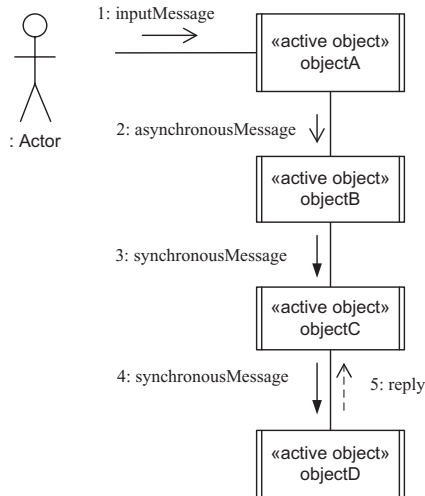 1: inputMessage
«active object»
objectA
: Actor
2: asynchronousMessage
«active object»
objectB
3: synchronousMessage
«active object»
objectC
4: synchronousMessage
5: reply
«active object»
objectD